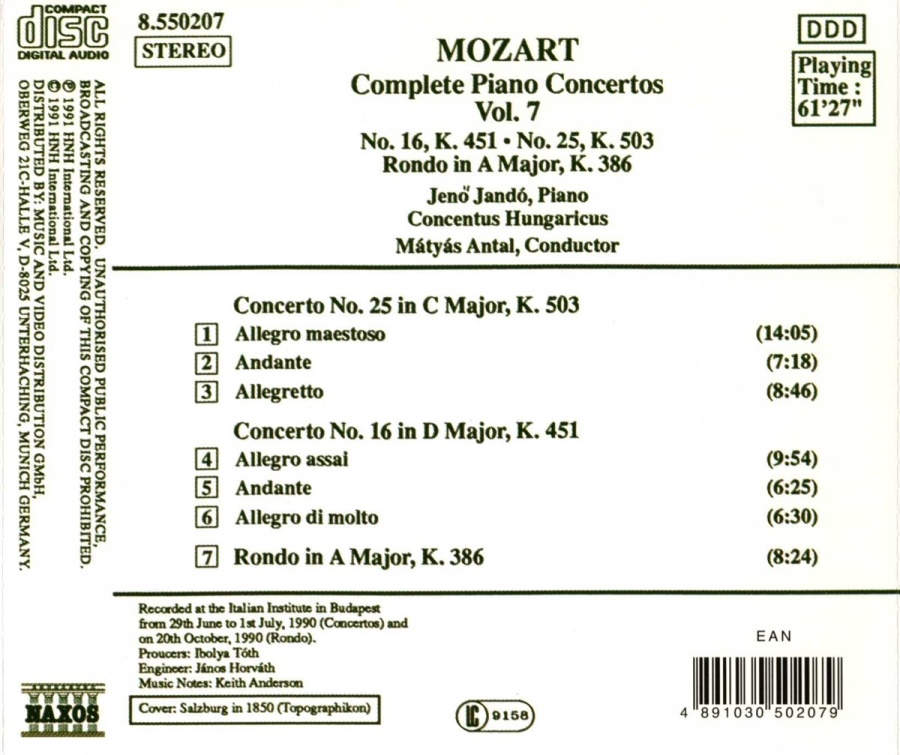 COMPACT
disc
DIGITAL AUDIO
8.550207
STEREO
DDD
Playing
Time :
61'27"
MOZART
Complete Piano Concertos
Vol. 7
No. 16, K. 451 • No. 25, K. 503
Rondo in A Major, K. 386
Jenő Jandó, Piano
Concentus Hungaricus
Mátyás Antal, Conductor
Concerto No. 25 in C Major, K. 503
1 Allegro maestoso (14:05)
2 Andante (7:18)
3 Allegretto (8:46)
Concerto No. 16 in D Major, K. 451
4 Allegro assai (9:54)
5 Andante (6:25)
6 Allegro di molto (6:30)
7 Rondo in A Major, K. 386 (8:24)
Recorded at the Italian Institute in Budapest
from 29th June to 1st July, 1990 (Concertos) and
on 20th October, 1990 (Rondo).
Proucers: Ibolya Tóth
Engineer: János Horváth
Music Notes: Keith Anderson
Cover: Salzburg in 1850 (Topographikon)
LC 9158
EAN
4 891030 502079
ALL RIGHTS RESERVED. UNAUTHORISED PUBLIC PERFORMANCE,
BROADCASTING AND COPYING OF THIS COMPACT DISC PROHIBITED.
℗ 1991 HNH International Ltd.
© 1991 HNH International Ltd.
DISTRIBUTED BY: MUSIC AND VIDEO DISTRIBUTION GMbH,
OBERWEG 21C-HALLE V, D-8025 UNTERHACHING, MUNICH GERMANY.
NAXOS